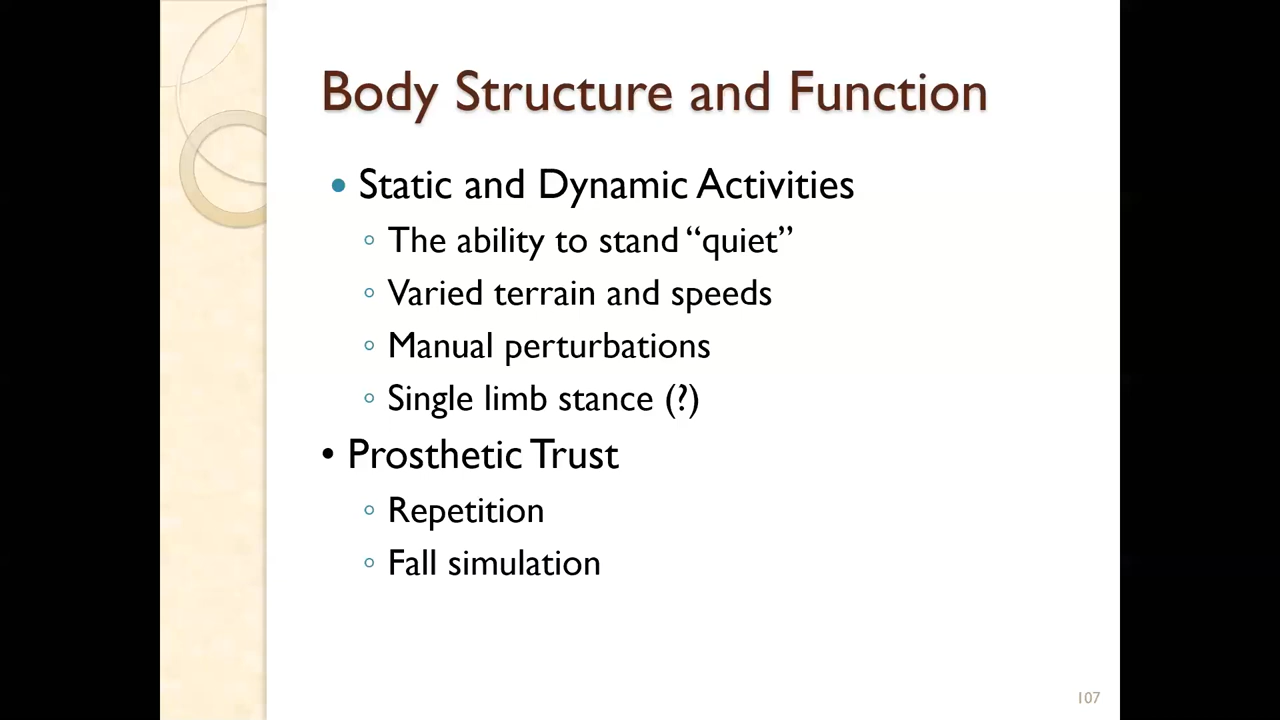 Body Structure and Function
• Static and Dynamic Activities
◦ The ability to stand “quiet”
◦ Varied terrain and speeds
◦ Manual perturbations
◦ Single limb stance (?)
• Prosthetic Trust
◦ Repetition
◦ Fall simulation
107